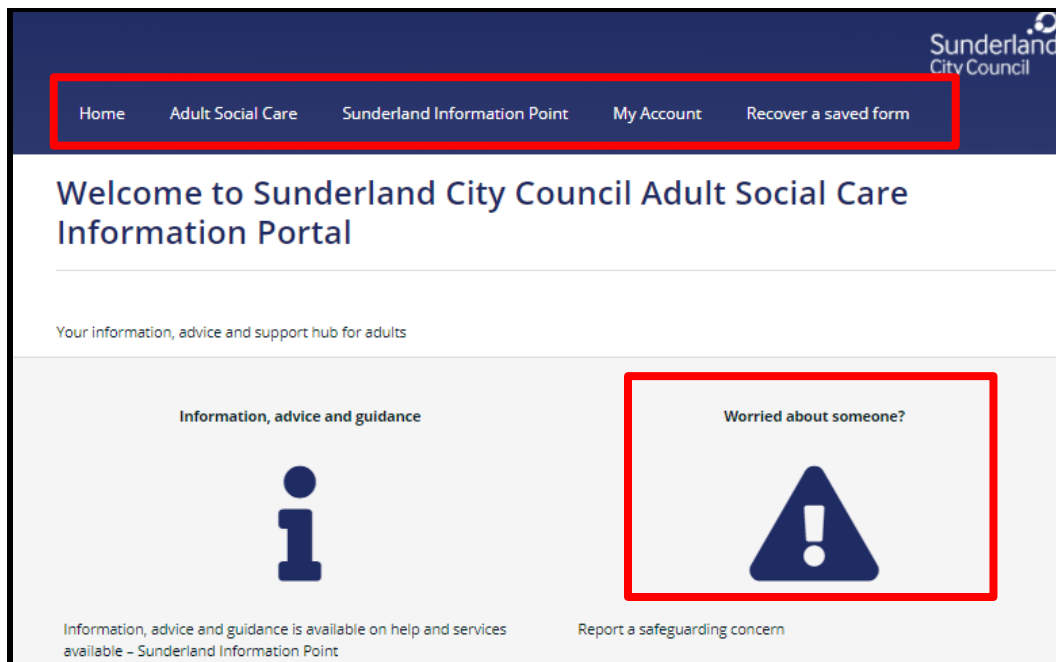 Sunderland
City Council
Home Adult Social Care Sunderland Information Point My Account Recover a saved form
Welcome to Sunderland City Council Adult Social Care
Information Portal
Your information, advice and support hub for adults
Information, advice and guidance
Worried about someone?
Information, advice and guidance is available on help and services
available – Sunderland Information Point
Report a safeguarding concern